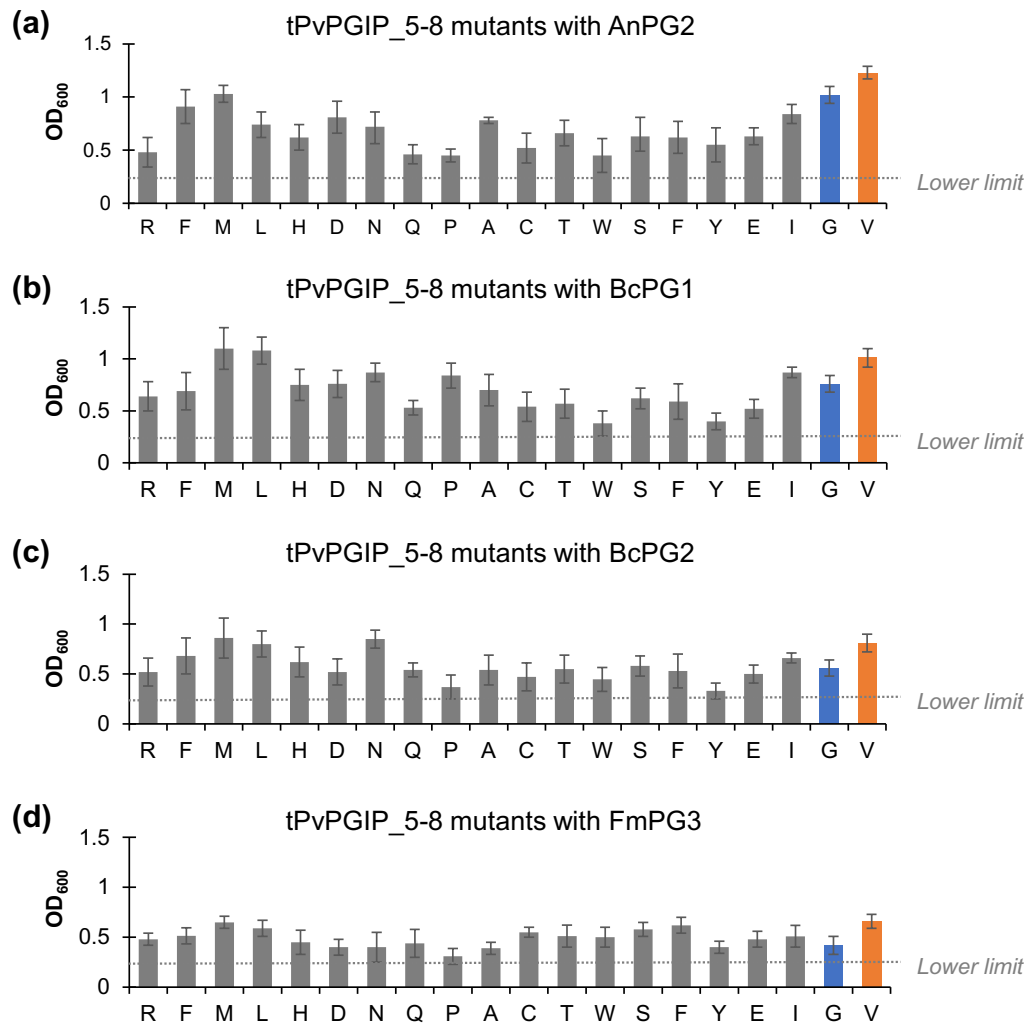 (a) tPvPGIP_5-8 mutants with AnPG2
1.5
1
0.5
0
OD600
Lower limit
R F M L H D N Q P A C T W S F Y E I G V
(b) tPvPGIP_5-8 mutants with BcPG1
1.5
1
0.5
0
OD600
Lower limit
R F M L H D N Q P A C T W S F Y E I G V
(c) tPvPGIP_5-8 mutants with BcPG2
1.5
1
0.5
0
OD600
Lower limit
R F M L H D N Q P A C T W S F Y E I G V
(d) tPvPGIP_5-8 mutants with FmPG3
1.5
1
0.5
0
OD600
Lower limit
R F M L H D N Q P A C T W S F Y E I G V